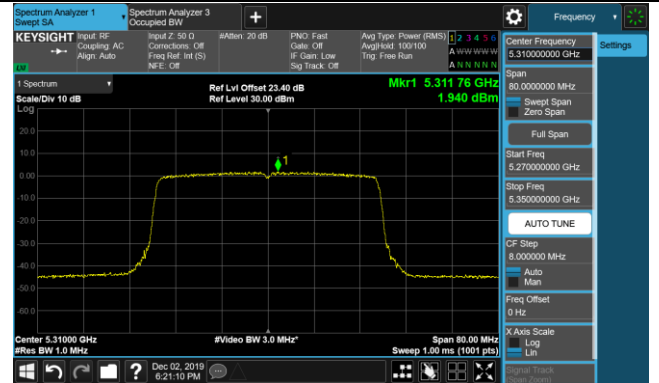 Spectrum Analyzer 1
Swept SA
Spectrum Analyzer 3
Occupied BW
Frequency
KEYSIGHT
Input: RF
Coupling: AC
Align: Auto
Input Z: 50 Ω
Corrections: Off
Freq Ref: Int (S)
NFE: Off
#Atten: 20 dB
PNO: Fast
Gate: Off
IF Gain: Low
Sig Track: Off
Avg Type: Power (RMS)
Avg|Hold: 100/100
Trig: Free Run
1 2 3 4 5 6
A W W W W W
A N N N N N
LXI
1 Spectrum
Scale/Div 10 dB
Log
Ref Lvl Offset 23.40 dB
Ref Level 30.00 dBm
Mkr1 5.311 76 GHz
1.940 dBm
20.0
10.0
0.00
-10.0
-20.0
-30.0
-40.0
-50.0
-60.0
1
Center 5.31000 GHz
#Res BW 1.0 MHz
#Video BW 3.0 MHz*
Span 80.00 MHz
Sweep 1.00 ms (1001 pts)
Dec 02, 2019
6:21:10 PM
Center Frequency
5.310000000 GHz
Settings
Span
80.0000000 MHz
Swept Span
Zero Span
Full Span
Start Freq
5.270000000 GHz
Stop Freq
5.350000000 GHz
AUTO TUNE
CF Step
8.000000 MHz
Auto
Man
Freq Offset
0 Hz
X Axis Scale
Log
Lin
Signal Track
(Span Zoom)